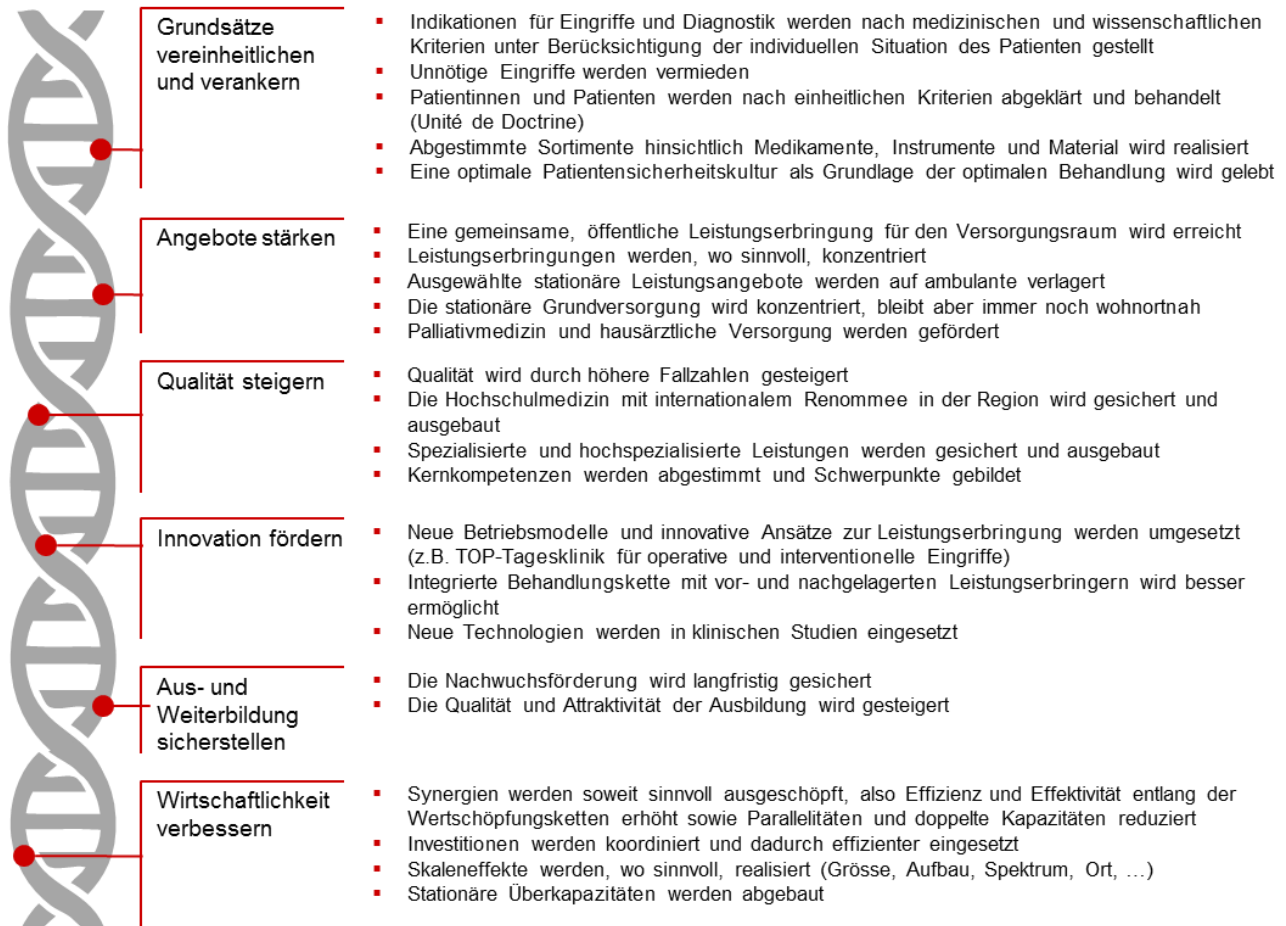 Grundsätze
vereinheitlichen
und verankern
▪ Indikationen für Eingriffe und Diagnostik werden nach medizinischen und wissenschaftlichen
Kriterien unter Berücksichtigung der individuellen Situation des Patienten gestellt
▪ Unnötige Eingriffe werden vermieden
▪ Patientinnen und Patienten werden nach einheitlichen Kriterien abgeklärt und behandelt
(Unité de Doctrine)
▪ Abgestimmte Sortimente hinsichtlich Medikamente, Instrumente und Material wird realisiert
▪ Eine optimale Patientensicherheitskultur als Grundlage der optimalen Behandlung wird gelebt
Angebote stärken
▪ Eine gemeinsame, öffentliche Leistungserbringung für den Versorgungsraum wird erreicht
▪ Leistungserbringungen werden, wo sinnvoll, konzentriert
▪ Ausgewählte stationäre Leistungsangebote werden auf ambulante verlagert
▪ Die stationäre Grundversorgung wird konzentriert, bleibt aber immer noch wohnortnah
▪ Palliativmedizin und hausärztliche Versorgung werden gefördert
Qualität steigern
▪ Qualität wird durch höhere Fallzahlen gesteigert
▪ Die Hochschulmedizin mit internationalem Renommee in der Region wird gesichert und
ausgebaut
▪ Spezialisierte und hochspezialisierte Leistungen werden gesichert und ausgebaut
▪ Kernkompetenzen werden abgestimmt und Schwerpunkte gebildet
Innovation fördern
▪ Neue Betriebsmodelle und innovative Ansätze zur Leistungserbringung werden umgesetzt
(z.B. TOP-Tagesklinik für operative und interventionelle Eingriffe)
▪ Integrierte Behandlungskette mit vor- und nachgelagerten Leistungserbringern wird besser
ermöglicht
▪ Neue Technologien werden in klinischen Studien eingesetzt
Aus- und
Weiterbildung
sicherstellen
▪ Die Nachwuchsförderung wird langfristig gesichert
▪ Die Qualität und Attraktivität der Ausbildung wird gesteigert
Wirtschaftlichkeit
verbessern
▪ Synergien werden soweit sinnvoll ausgeschöpft, also Effizienz und Effektivität entlang der
Wertschöpfungsketten erhöht sowie Parallelitäten und doppelte Kapazitäten reduziert
▪ Investitionen werden koordiniert und dadurch effizienter eingesetzt
▪ Skaleneffekte werden, wo sinnvoll, realisiert (Grösse, Aufbau, Spektrum, Ort, …)
▪ Stationäre Überkapazitäten werden abgebaut